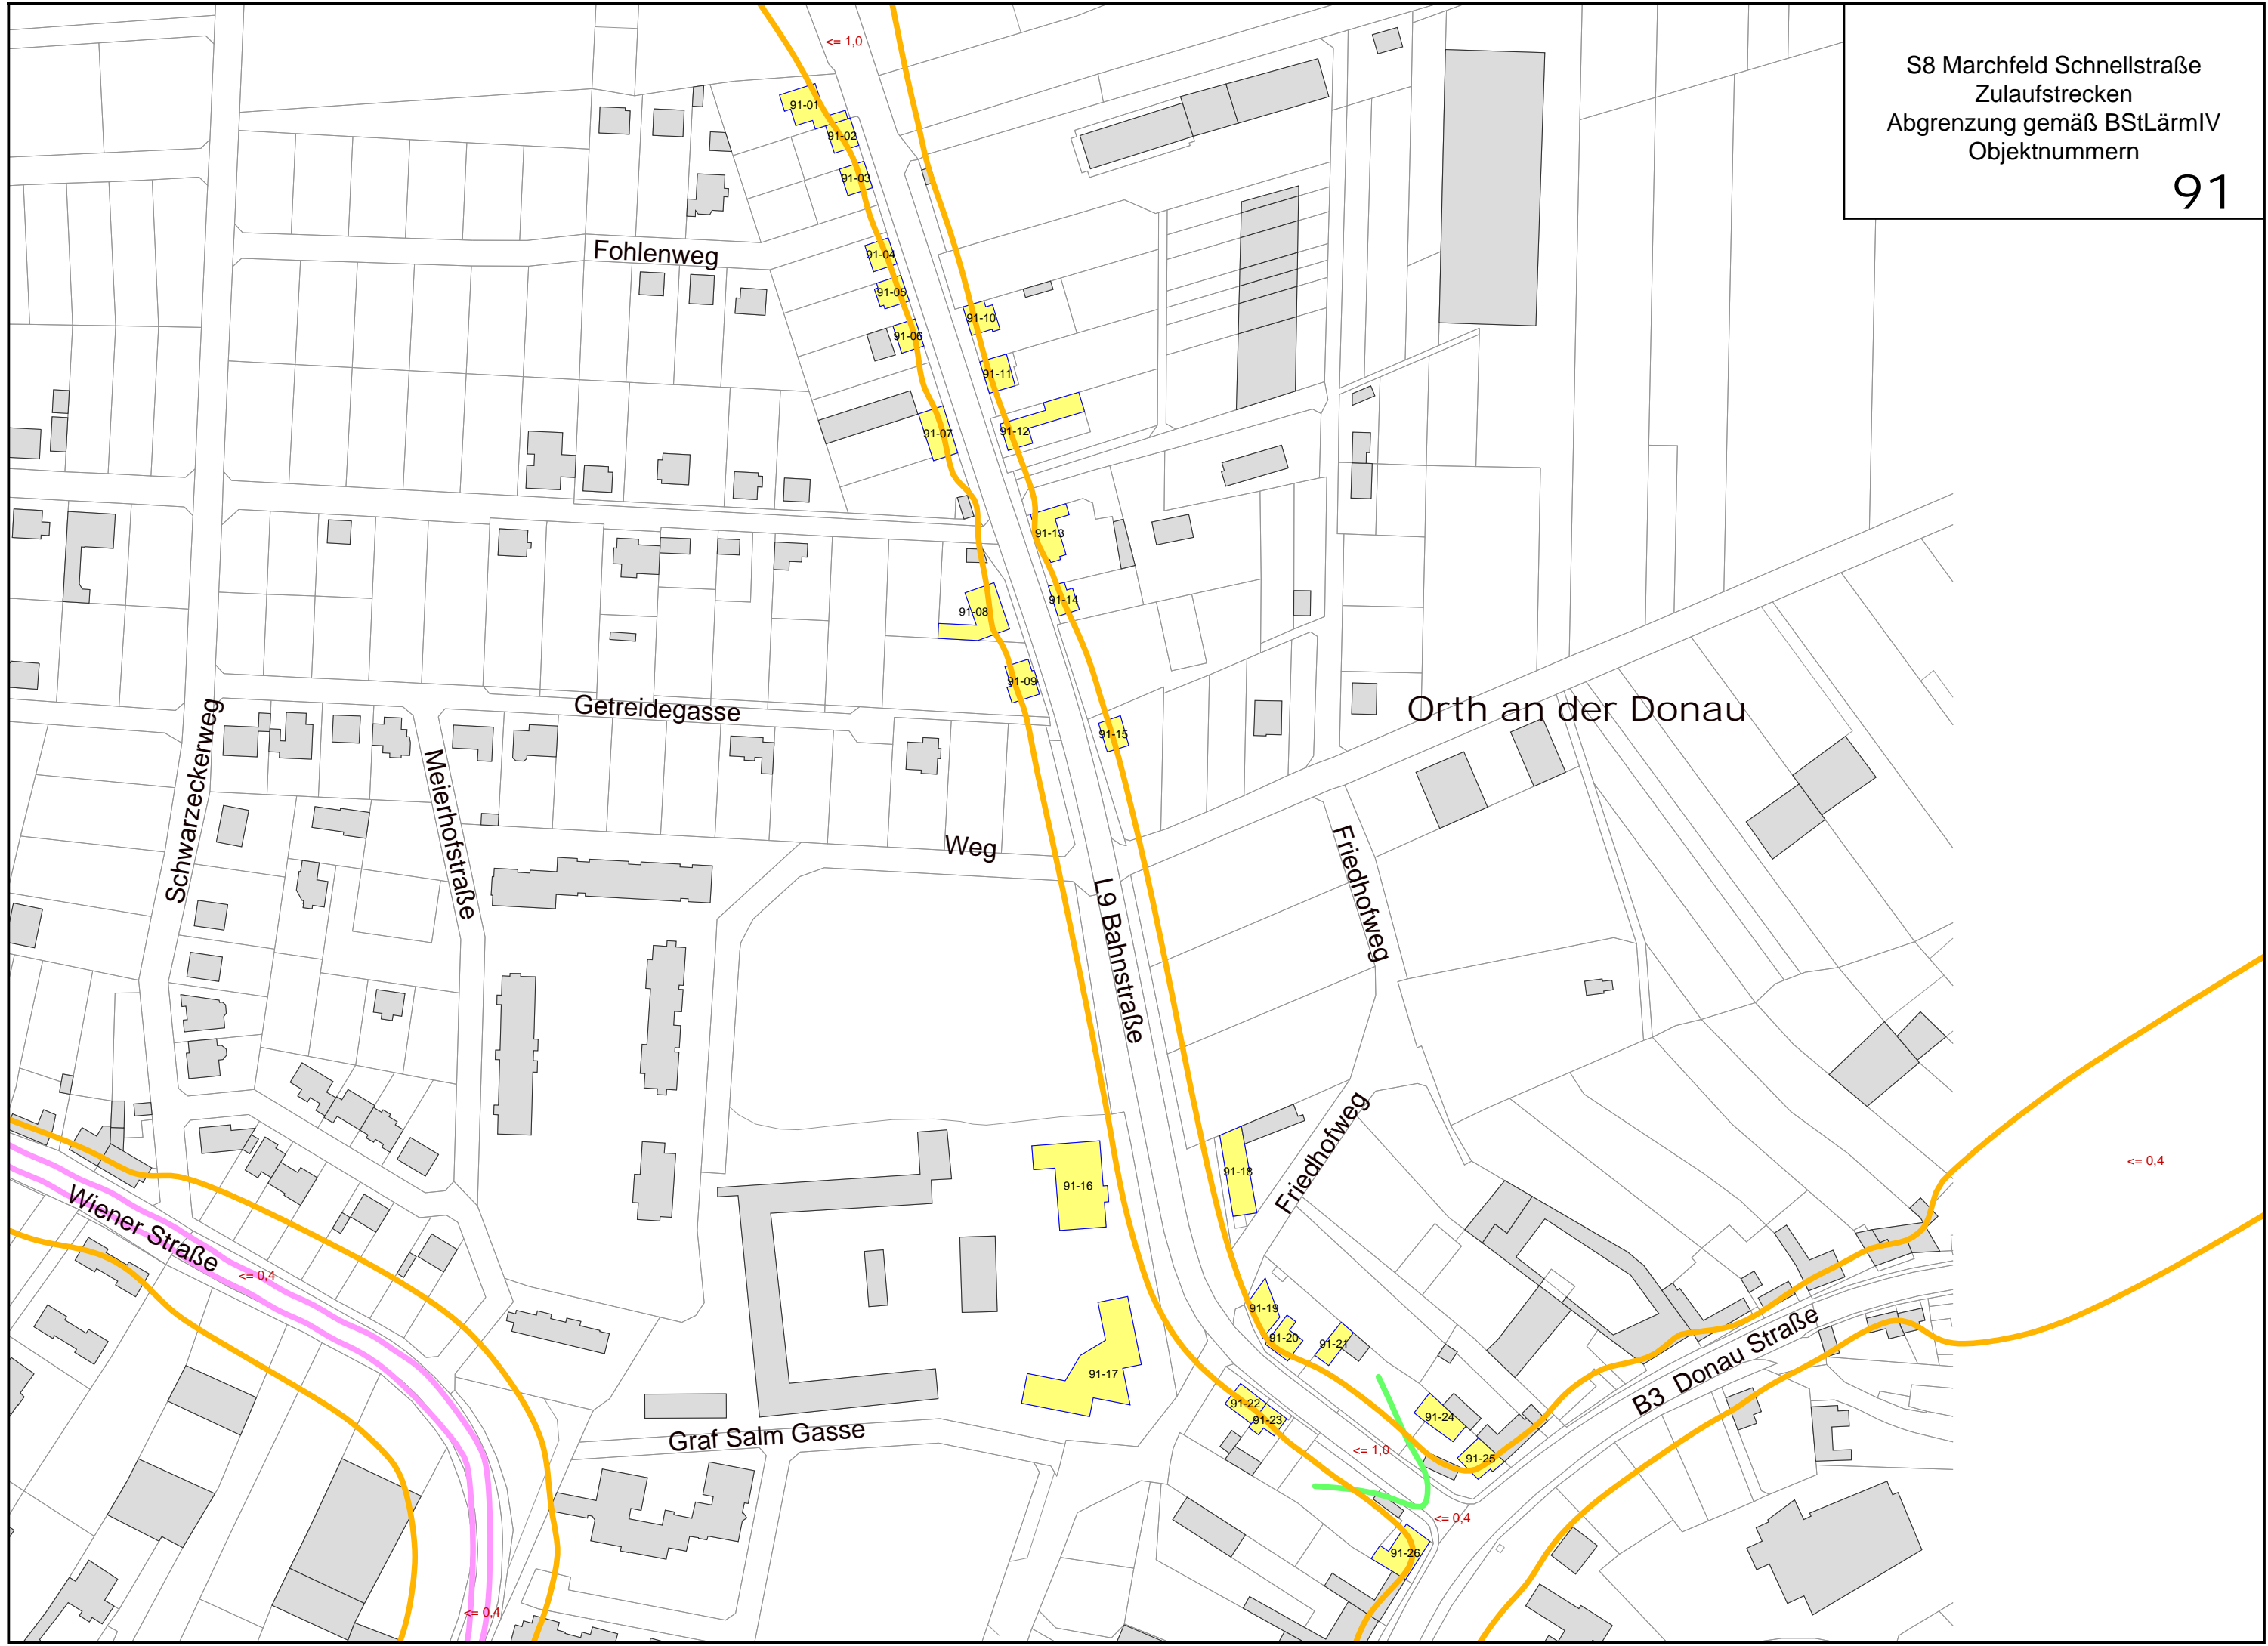 S8 Marchfeld Schnellstraße
Zulaufstrecken
Abgrenzung gemäß BStLärmIV
Objektnummern
91
<= 1,0
91-01
91-02
91-03
Fohlenweg
91-04
91-05
91-06
91-10
91-11
91-07
91-12
91-13
91-14
91-08
91-09
91-15
Getreidegasse
Orth an der Donau
Schwarzeckerweg
Meierhofstraße
Weg
Friedhofweg
L9 Bahnstraße
Friedhofweg
91-16
91-18
<= 0,4
Wiener Straße
<= 0,4
91-19
91-20
91-21
91-17
B3 Donau Straße
91-22
91-23
91-24
Graf Salm Gasse
<= 1,0
91-25
<= 0,4
91-26
<= 0,4